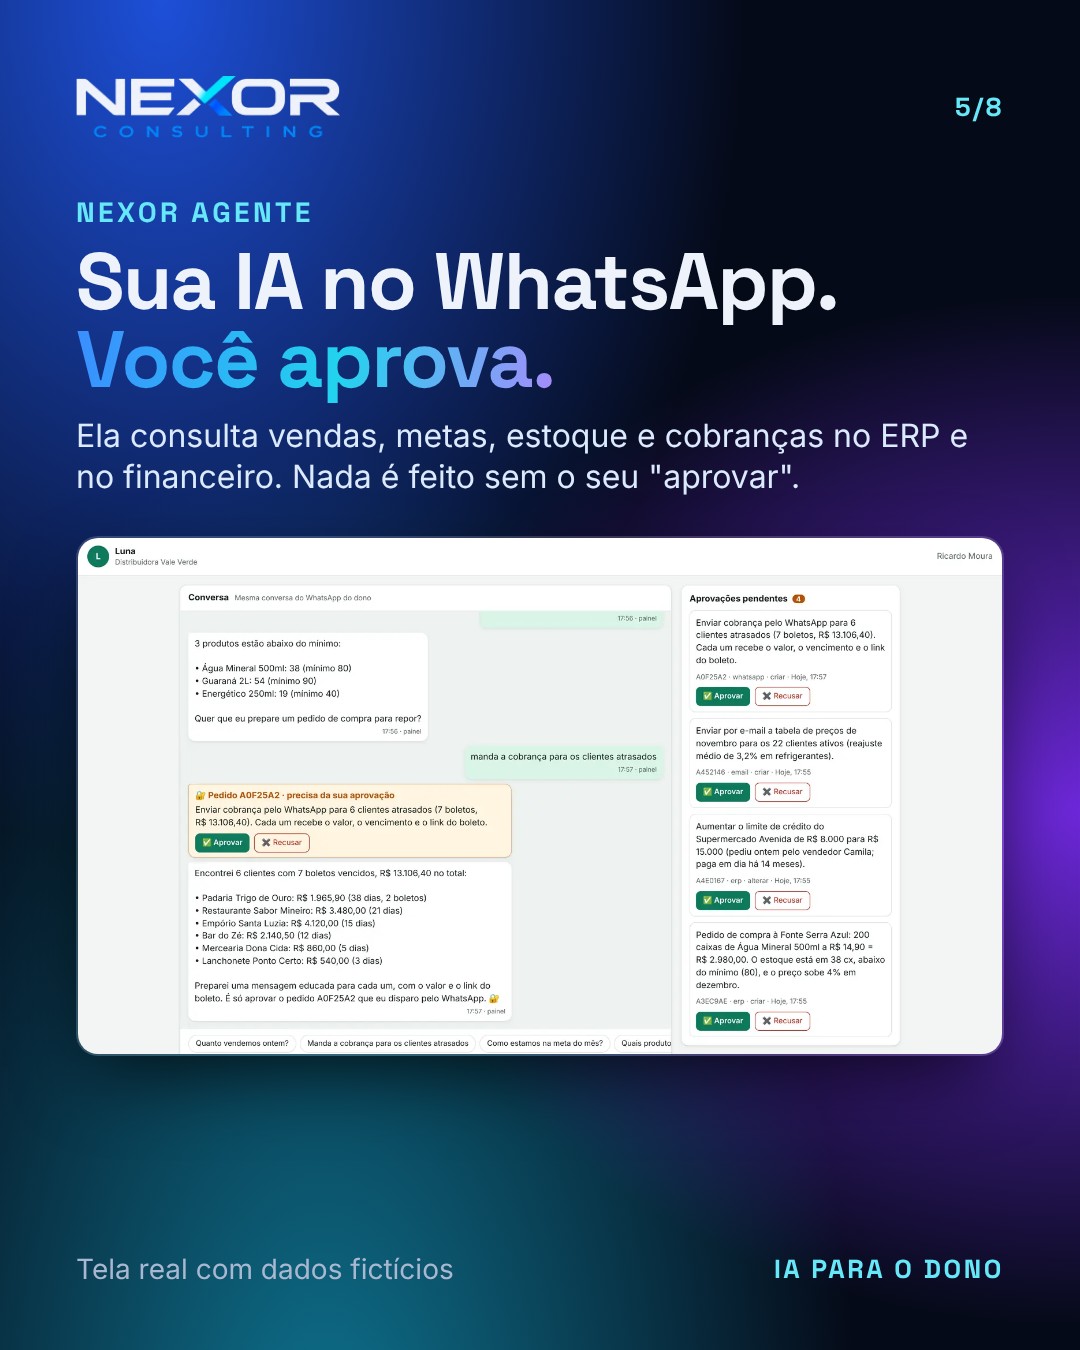 NEXOR
CONSULTING
5/8
NEXOR AGENTE
Sua IA no WhatsApp.
Você aprova.
Ela consulta vendas, metas, estoque e cobranças no ERP e
no financeiro. Nada é feito sem o seu "aprovar".
L
Luna
Distribuidora Vale Verde
Ricardo Moura
Conversa Mesma conversa do WhatsApp do dono
17:56 · painel
3 produtos estão abaixo do mínimo:
• Água Mineral 500ml: 38 (mínimo 80)
• Guaraná 2L: 54 (mínimo 90)
• Energético 250ml: 19 (mínimo 40)
Quer que eu prepare um pedido de compra para repor?
17:56 · painel
manda a cobrança para os clientes atrasados
17:57 · painel
🔐 Pedido A0F25A2 · precisa da sua aprovação
Enviar cobrança pelo WhatsApp para 6 clientes atrasados (7 boletos,
R$ 13.106,40). Cada um recebe o valor, o vencimento e o link do boleto.
✅ Aprovar ✖ Recusar
Encontrei 6 clientes com 7 boletos vencidos, R$ 13.106,40 no total:
• Padaria Trigo de Ouro: R$ 1.965,90 (38 dias, 2 boletos)
• Restaurante Sabor Mineiro: R$ 3.480,00 (21 dias)
• Empório Santa Luzia: R$ 4.120,00 (15 dias)
• Bar do Zé: R$ 2.140,50 (12 dias)
• Mercearia Dona Cida: R$ 860,00 (5 dias)
• Lanchonete Ponto Certo: R$ 540,00 (3 dias)
Preparei uma mensagem educada para cada um, com o valor e o link do
boleto. É só aprovar o pedido A0F25A2 que eu disparo pelo WhatsApp. 🔐
17:57 · painel
Quanto vendemos ontem? Manda a cobrança para os clientes atrasados Como estamos na meta do mês? Quais produto
Aprovações pendentes 4
Enviar cobrança pelo WhatsApp para 6
clientes atrasados (7 boletos, R$ 13.106,40).
Cada um recebe o valor, o vencimento e o link
do boleto.
A0F25A2 · whatsapp · criar · Hoje, 17:57
✅ Aprovar ✖ Recusar
Enviar por e-mail a tabela de preços de
novembro para os 22 clientes ativos (reajuste
médio de 3,2% em refrigerantes).
A452146 · email · criar · Hoje, 17:55
✅ Aprovar ✖ Recusar
Aumentar o limite de crédito do
Supermercado Avenida de R$ 8.000 para R$
15.000 (pediu ontem pelo vendedor Camila;
paga em dia há 14 meses).
A4E0167 · erp · alterar · Hoje, 17:55
✅ Aprovar ✖ Recusar
Pedido de compra à Fonte Serra Azul: 200
caixas de Água Mineral 500ml a R$ 14,90 =
R$ 2.980,00. O estoque está em 38 cx, abaixo
do mínimo (80), e o preço sobe 4% em
dezembro.
A3EC9AE · erp · criar · Hoje, 17:55
✅ Aprovar ✖ Recusar
Tela real com dados fictícios
IA PARA O DONO